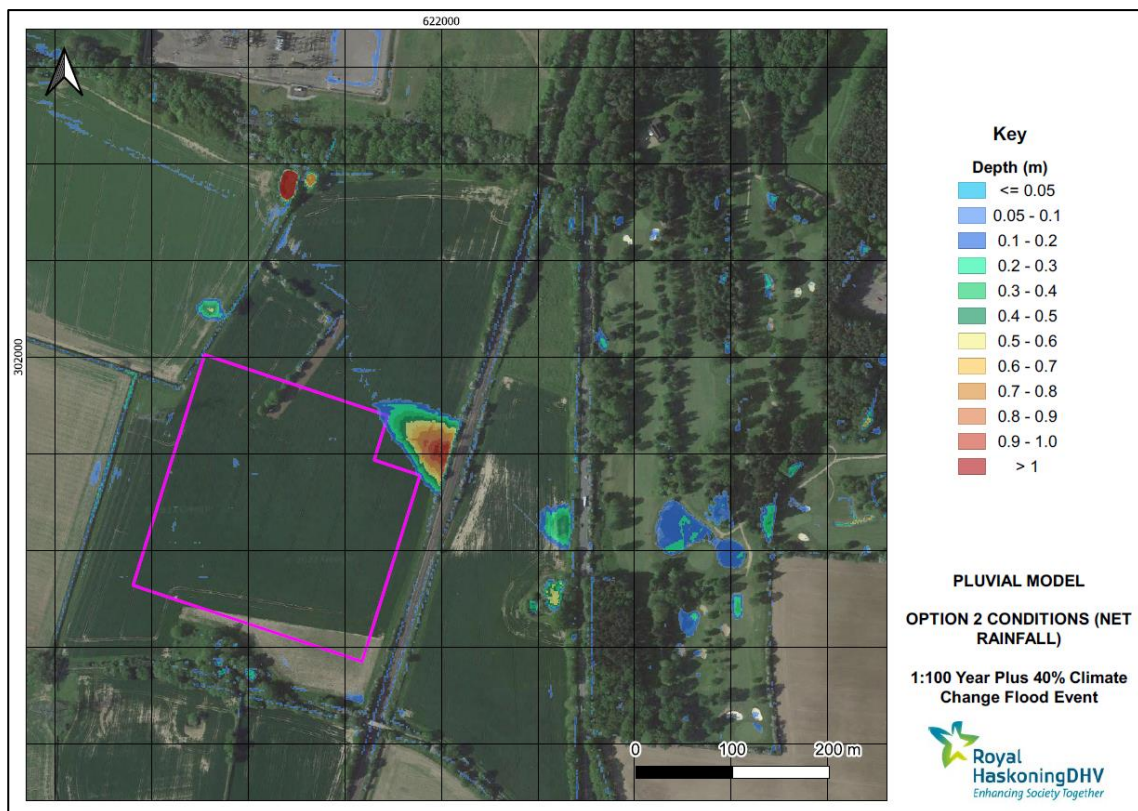 622000
302000
0 100 200 m
Key
Depth (m)
<= 0.05
0.05 - 0.1
0.1 - 0.2
0.2 - 0.3
0.3 - 0.4
0.4 - 0.5
0.5 - 0.6
0.6 - 0.7
0.7 - 0.8
0.8 - 0.9
0.9 - 1.0
> 1
PLUVIAL MODEL
OPTION 2 CONDITIONS (NET
RAINFALL)
1:100 Year Plus 40% Climate
Change Flood Event
Royal
HaskoningDHV
Enhancing Society Together